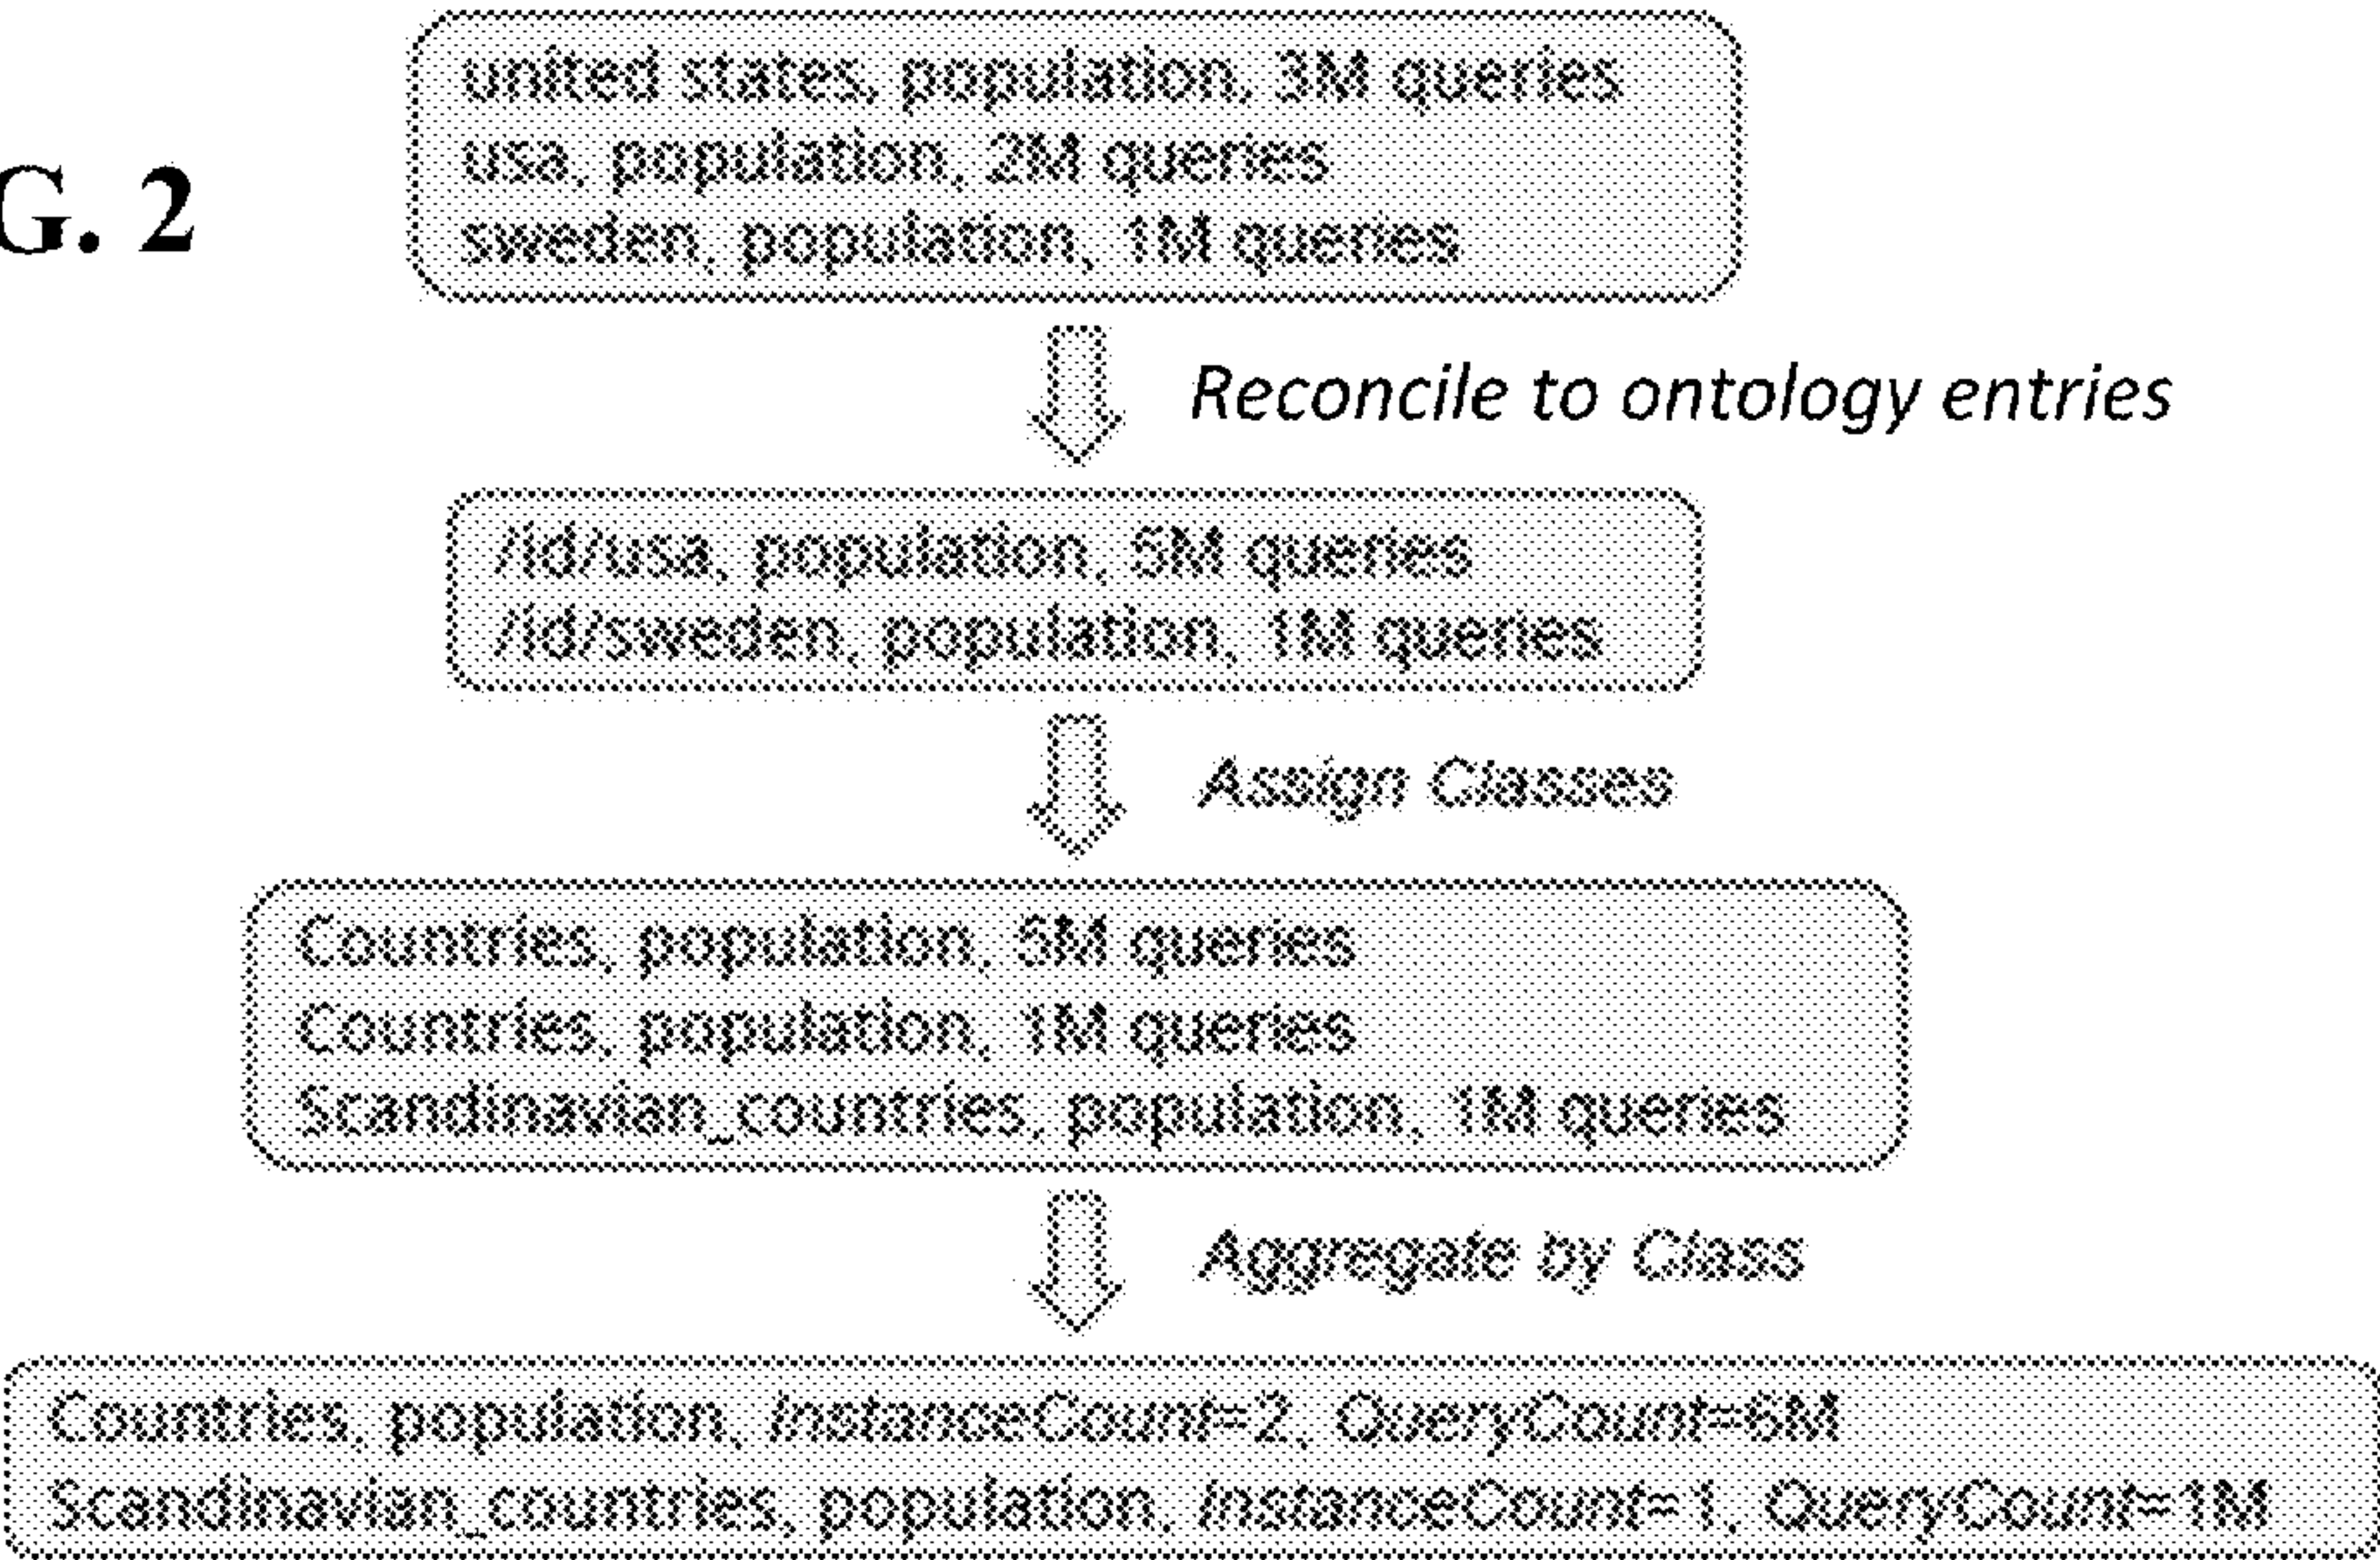 united states, population, 3M queries
usa, population, 2M queries
G. 2
sweden, population, 1M queries
Reconcile to ontology entries
/id/usa, population, 5M queries
/id/sweden, population, 1M queries
Assign Classes
Countries, population, 5M queries
Countries, population, 1M queries
Scandinavian_countries, population, 1M queries
Aggregate by Class
Countries, population, InstanceCount=2, QueryCount=6M
Scandinavian_countries, population, InstanceCount=1, QueryCount=1M